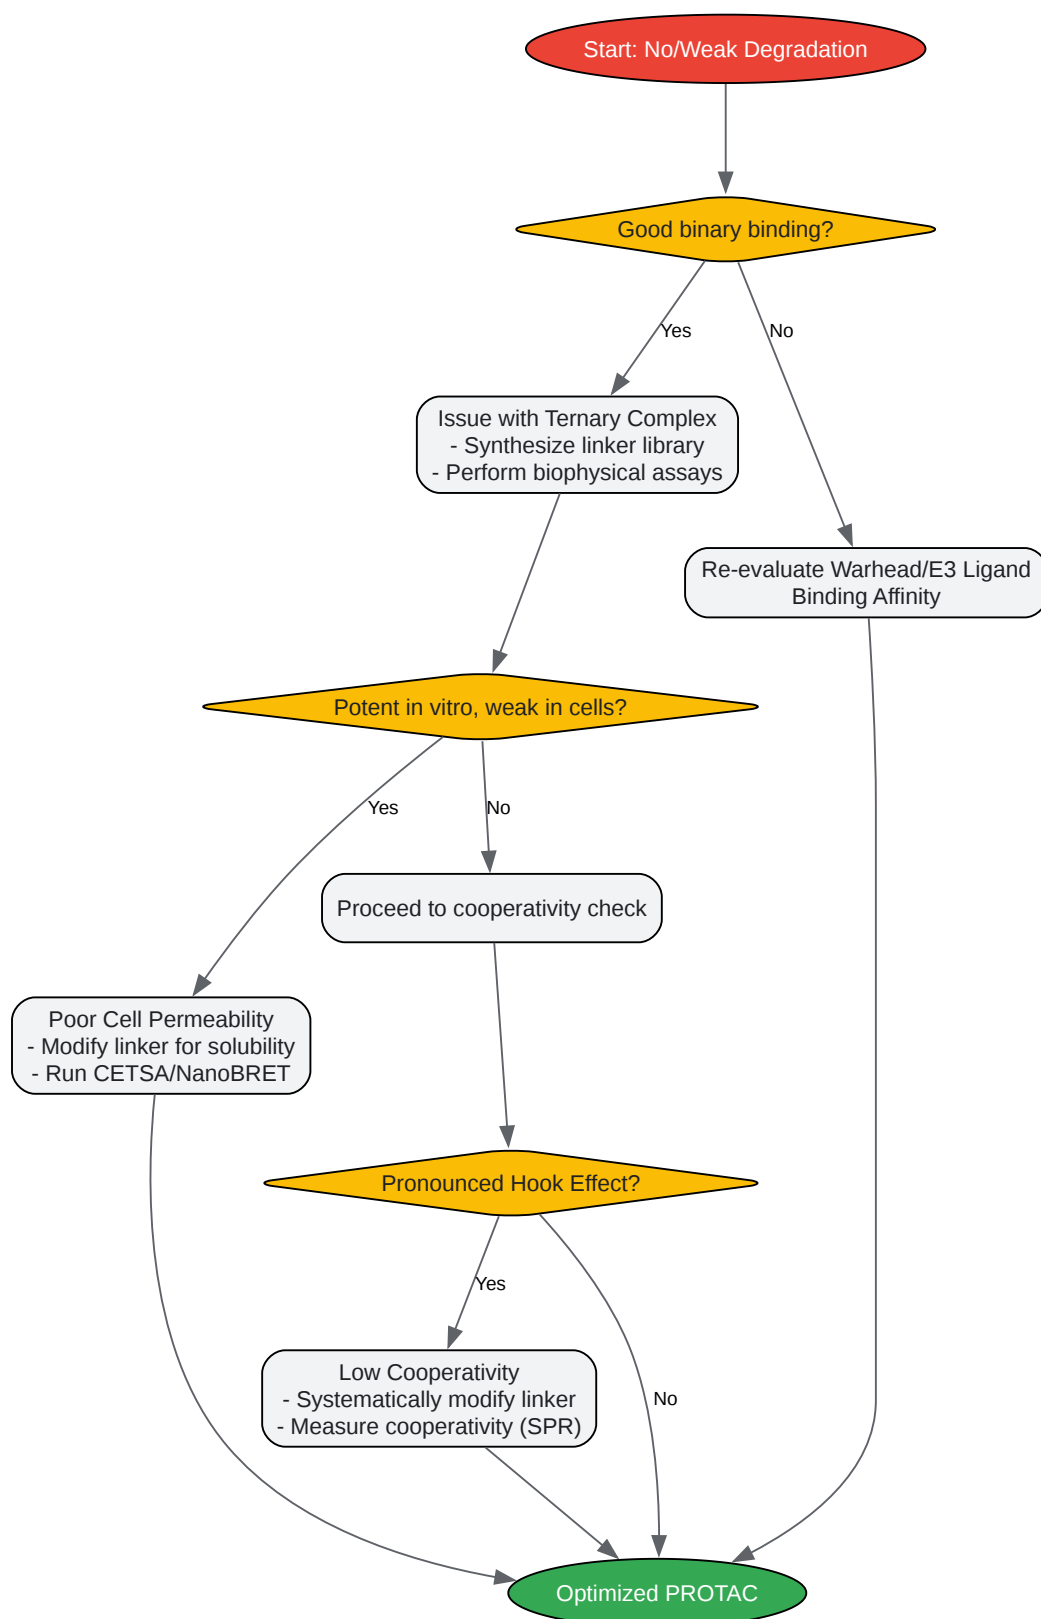 Start: No/Weak Degradation
Good binary binding?
Yes
No
Issue with Ternary Complex
- Synthesize linker library
- Perform biophysical assays
Re-evaluate Warhead/E3 Ligand
Binding Affinity
Potent in vitro, weak in cells?
Yes
No
Proceed to cooperativity check
Poor Cell Permeability
- Modify linker for solubility
- Run CETSA/NanoBRET
Pronounced Hook Effect?
Yes
No
Low Cooperativity
- Systematically modify linker
- Measure cooperativity (SPR)
Optimized PROTAC